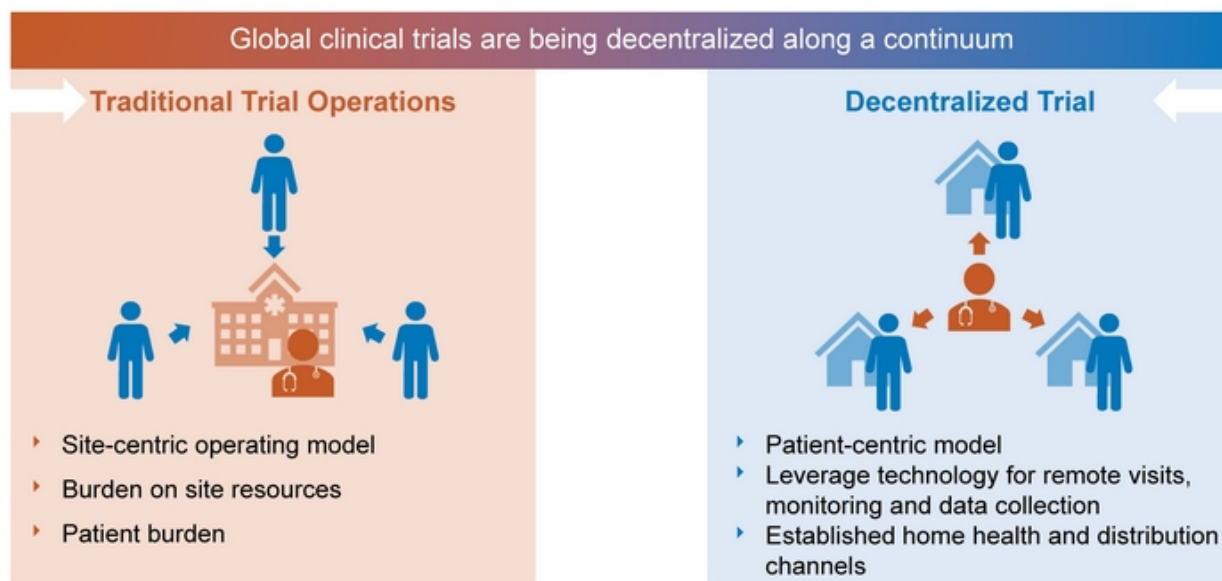 Global clinical trials are being decentralized along a continuum
Traditional Trial Operations
Site-centric operating model
Burden on site resources
Patient burden
Decentralized Trial
Patient-centric model
Leverage technology for remote visits,
monitoring and data collection
Established home health and distribution
channels